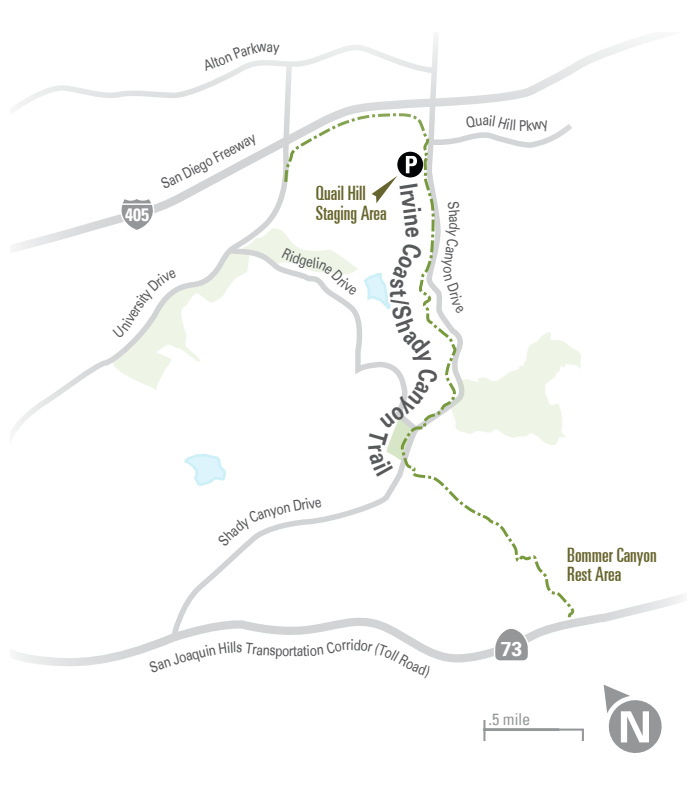 Alton Parkway
Quail Hill Pkwy
San Diego Freeway
P
405
Quail Hill
Staging Area
Irvine Coast/Shady Canyon Trail
Shady Canyon Drive
Ridgeline Drive
University Drive
Shady Canyon Drive
Bommer Canyon
Rest Area
73
San Joaquin Hills Transportation Corridor (Toll Road)
.5 mile
N